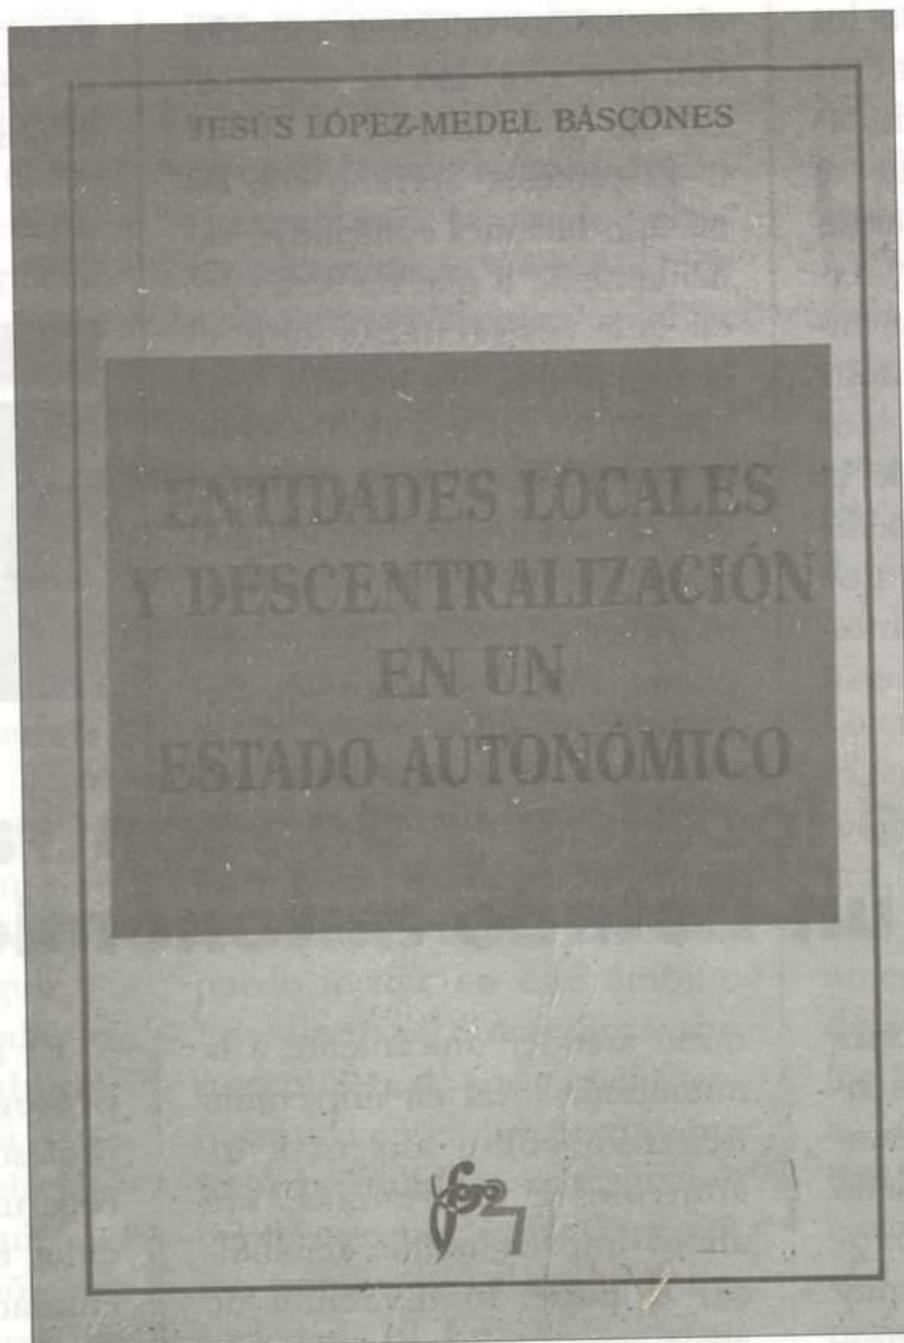 JESÚS LÓPEZ-MEDEL BÁSCONES
ENTIDADES LOCALES
Y DESCENTRALIZACIÓN
EN UN
ESTADO AUTONÓMICO